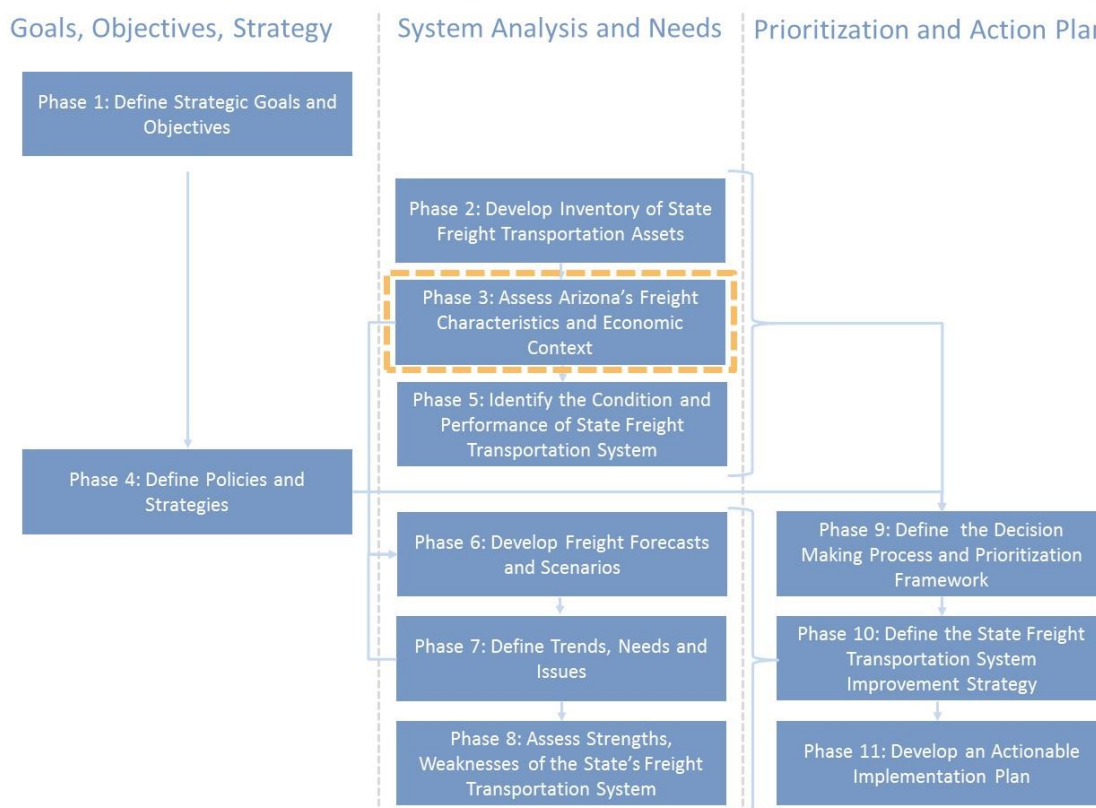 Goals, Objectives, Strategy
System Analysis and Needs
Prioritization and Action Plan
Phase 1: Define Strategic Goals and
Objectives
Phase 2: Develop Inventory of State
Freight Transportation Assets
Phase 3: Assess Arizona's Freight
Characteristics and Economic
Context
Phase 5: Identify the Condition and
Performance of State Freight
Transportation System
Phase 4: Define Policies and
Strategies
Phase 6: Develop Freight Forecasts
and Scenarios
Phase 7: Define Trends, Needs and
Issues
Phase 8: Assess Strengths,
Weaknesses of the State's Freight
Transportation System
Phase 9: Define the Decision
Making Process and Prioritization
Framework
Phase 10: Define the State Freight
Transportation System
Improvement Strategy
Phase 11: Develop an Actionable
Implementation Plan